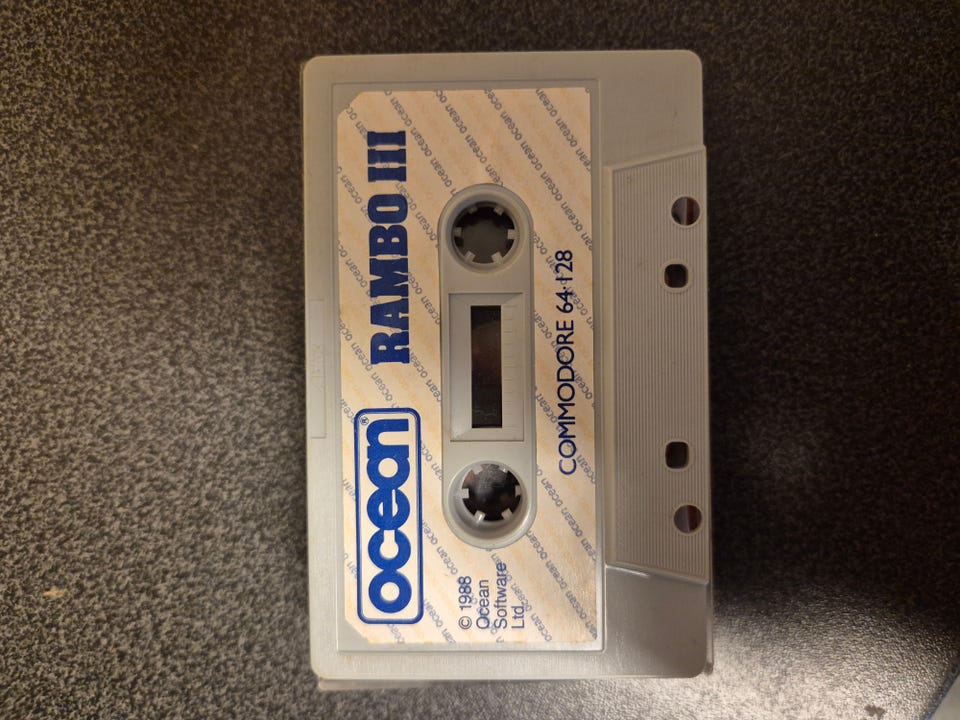 ocean®
RAMBO III
COMMODORE 64·128
© 1988
Ocean
Software
Ltd.